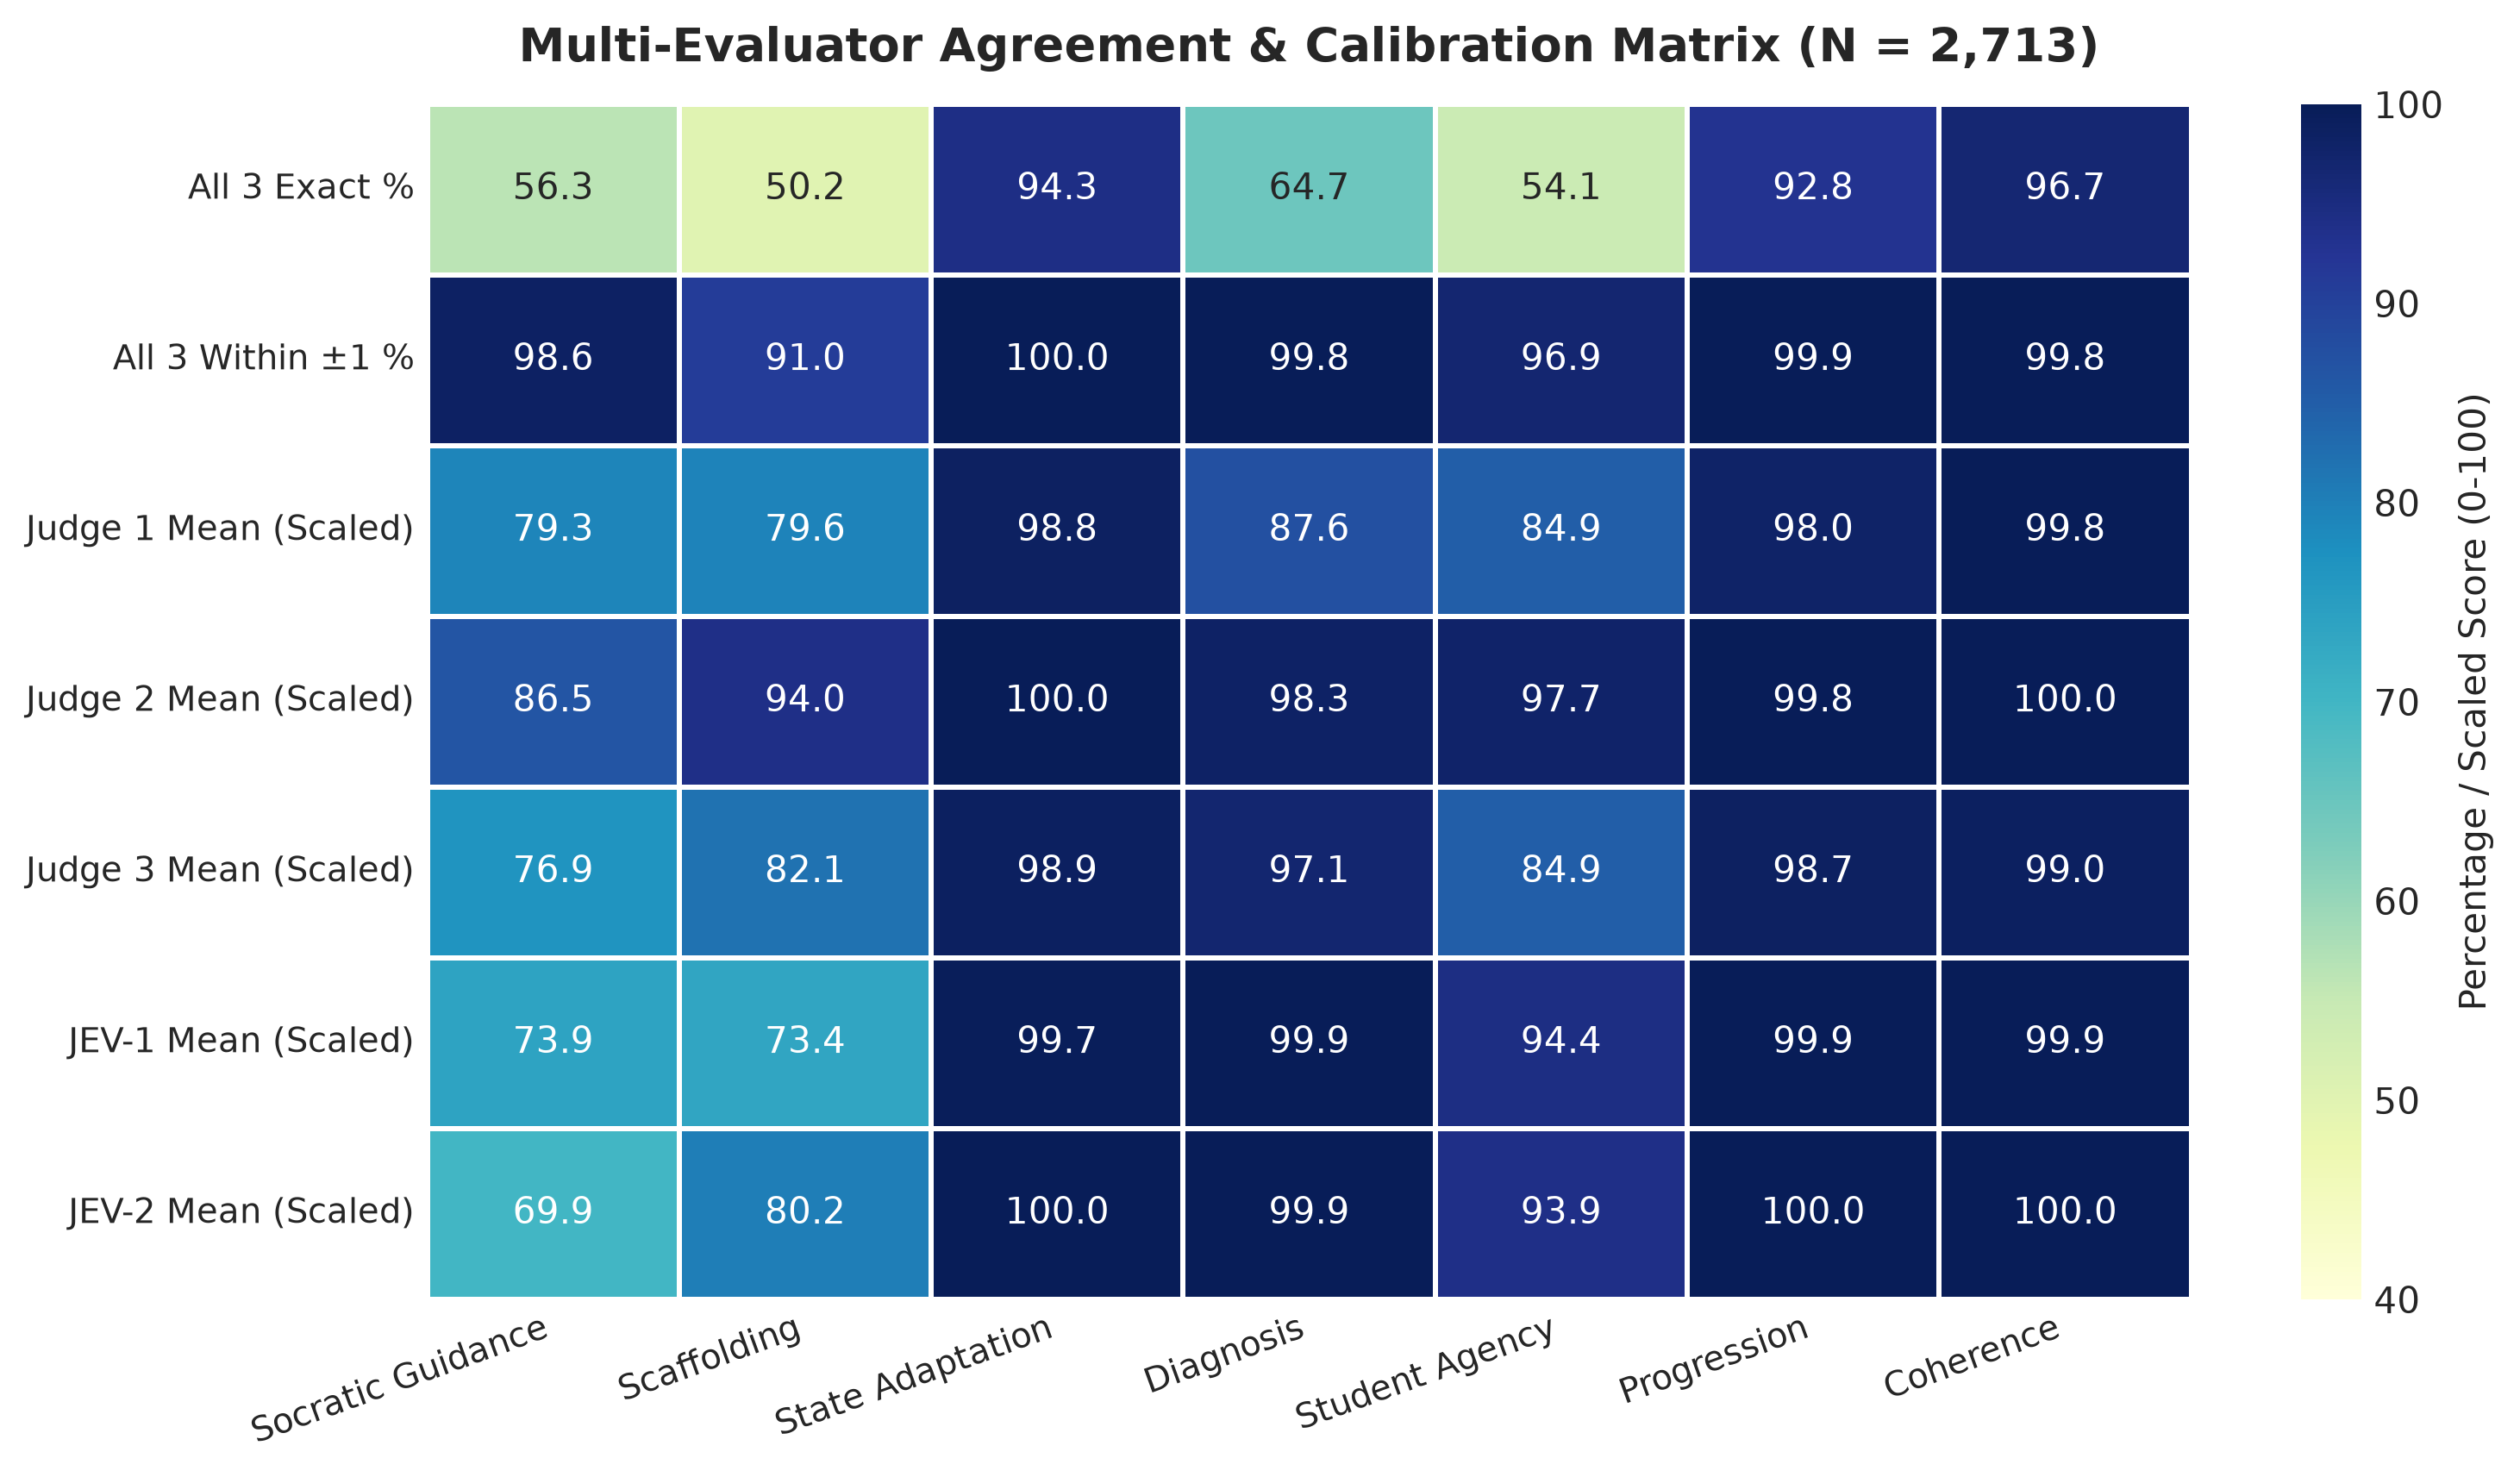 Multi-Evaluator Agreement & Calibration Matrix (N = 2,713)
All 3 Exact % 56.3 50.2 94.3 64.7 54.1 92.8 96.7
All 3 Within ±1 % 98.6 91.0 100.0 99.8 96.9 99.9 99.8
Judge 1 Mean (Scaled) 79.3 79.6 98.8 87.6 84.9 98.0 99.8
Judge 2 Mean (Scaled) 86.5 94.0 100.0 98.3 97.7 99.8 100.0
Judge 3 Mean (Scaled) 76.9 82.1 98.9 97.1 84.9 98.7 99.0
JEV-1 Mean (Scaled) 73.9 73.4 99.7 99.9 94.4 99.9 99.9
JEV-2 Mean (Scaled) 69.9 80.2 100.0 99.9 93.9 100.0 100.0
Socratic Guidance
Scaffolding
State Adaptation
Diagnosis
Student Agency
Progression
Coherence
100
90
80
70
60
50
40
Percentage / Scaled Score (0-100)